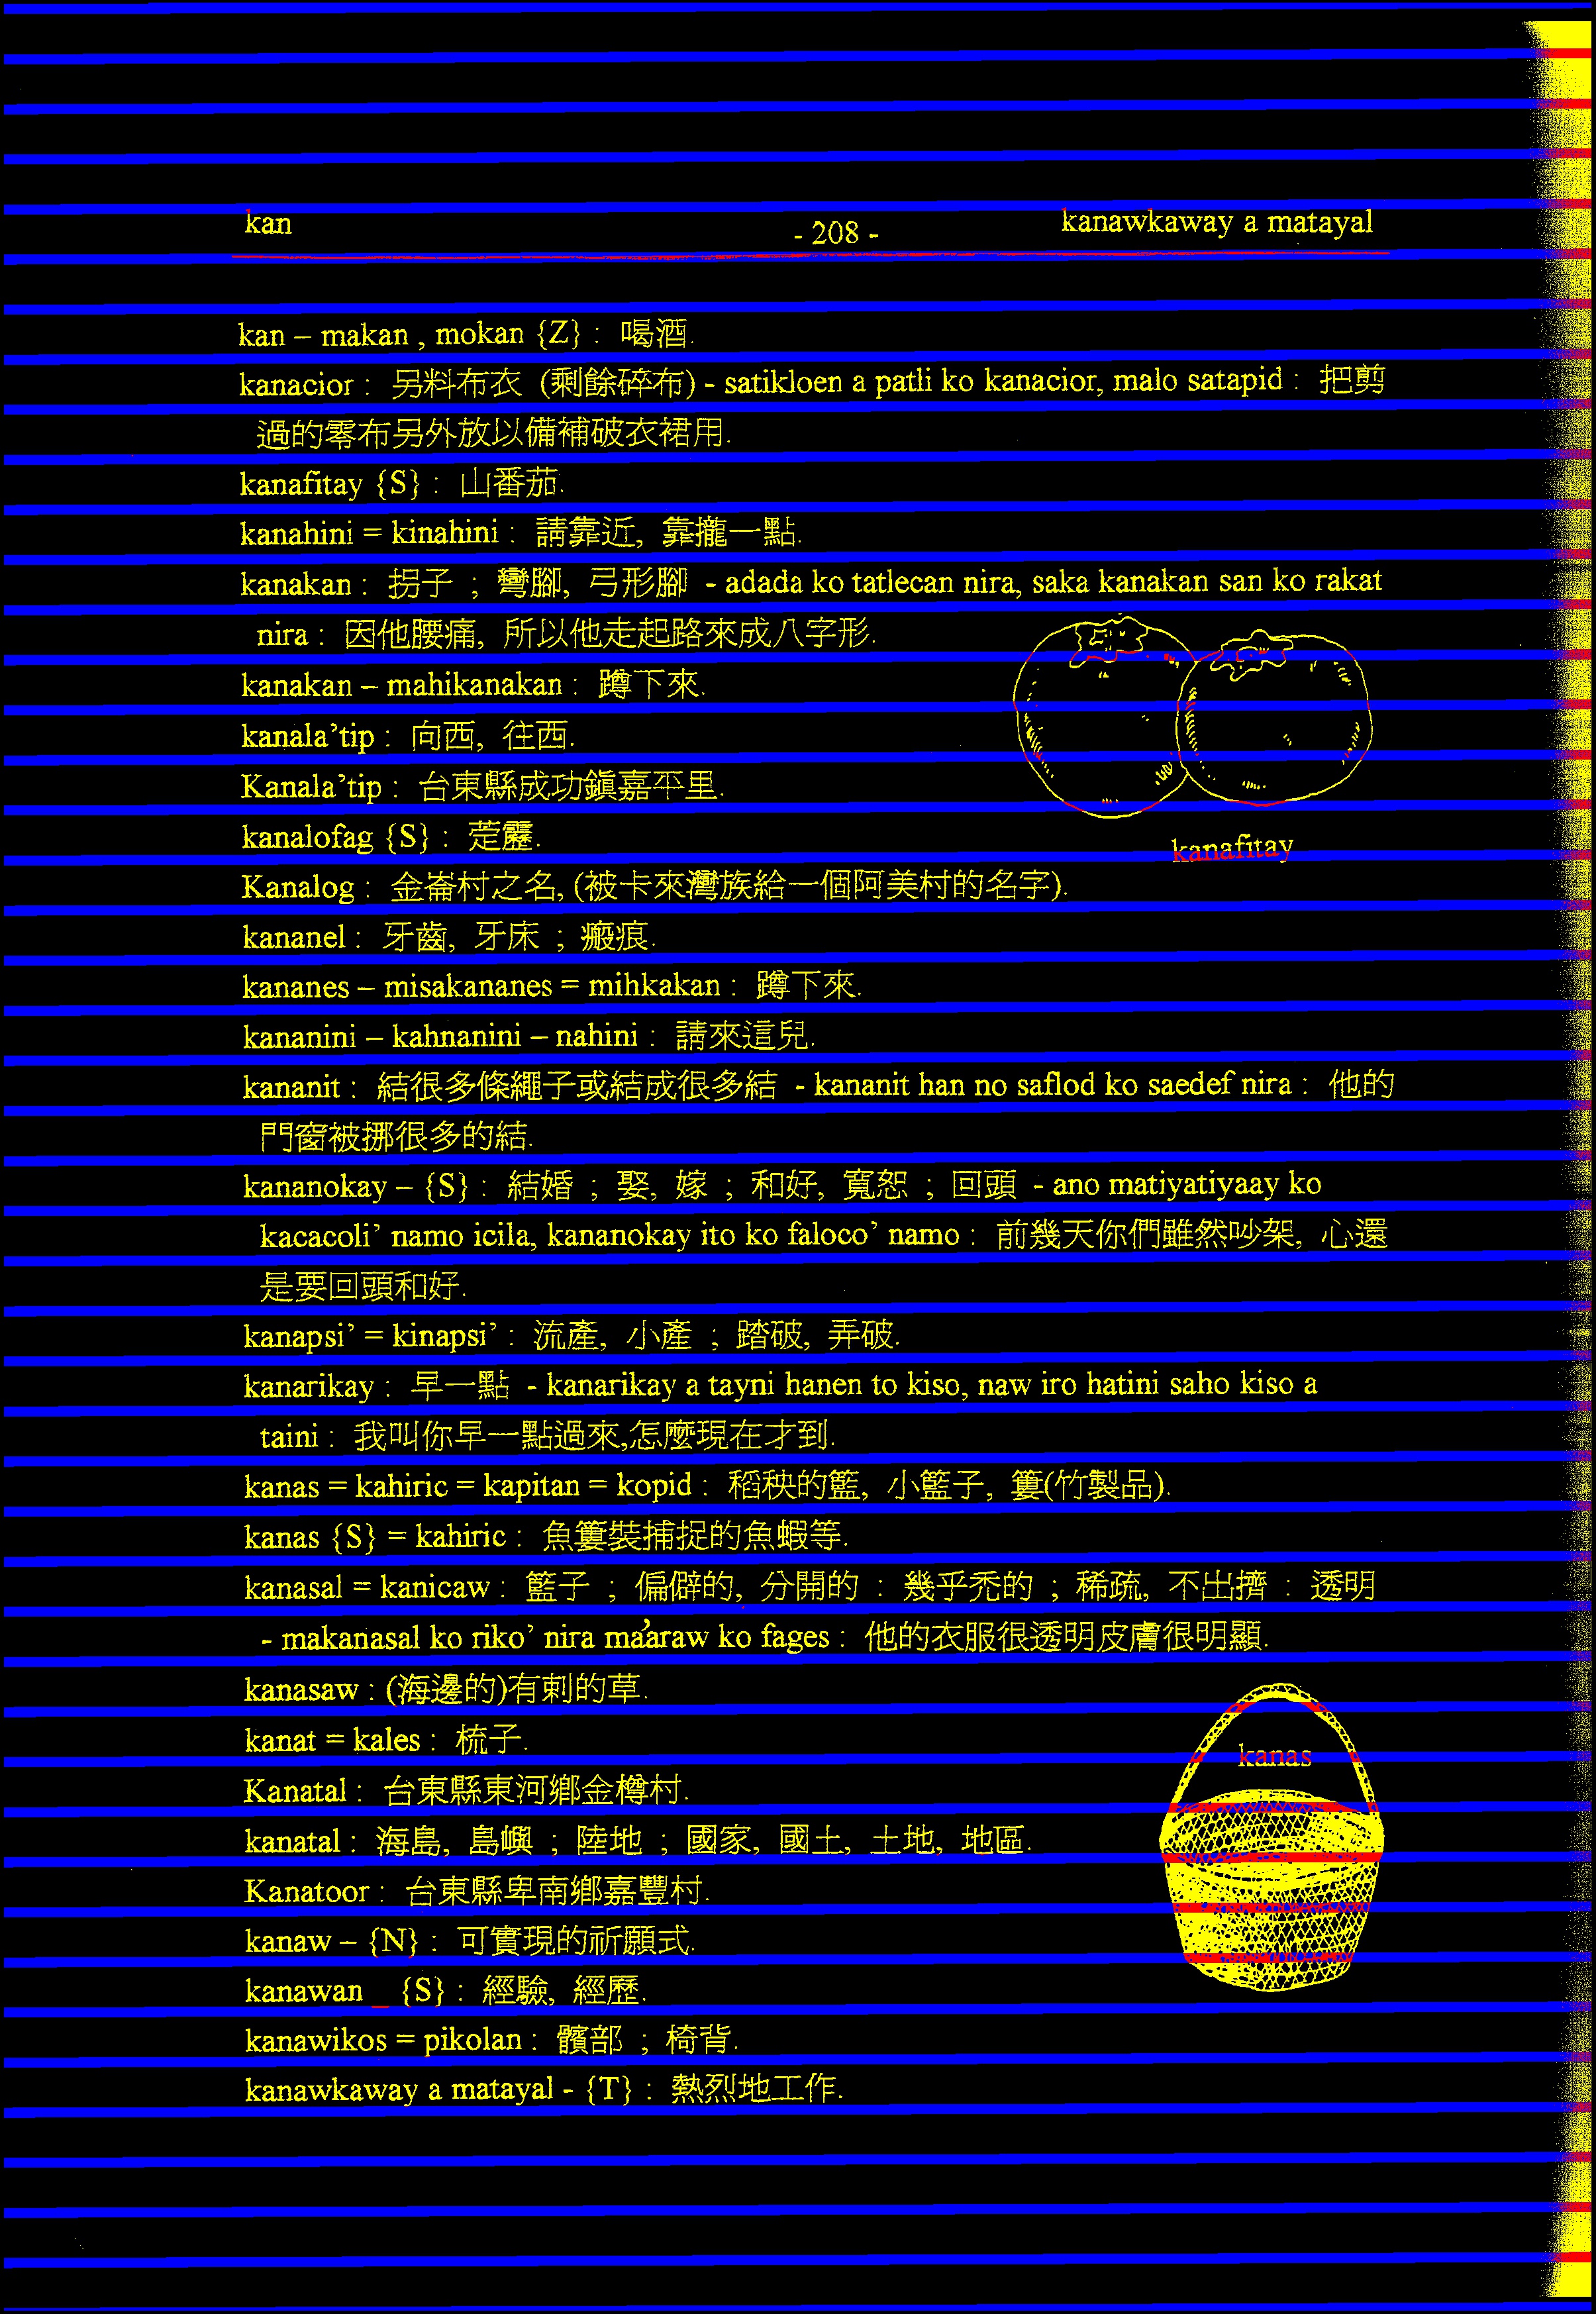 kan - 208 - kanawkaway a matayal
kan – makan , mokan {Z} : 喝酒.
kanacior : 另料布衣 (剩餘碎布) - satikloen a patli ko kanacior, malo satapid : 把剪
過的零布另外放以備補破衣裙用.
kanafitay {S} : 山番茄.
kanahini = kinahini : 請靠近, 靠攏一點.
kanakan : 拐子 ; 彎腳, 弓形腳 - adada ko tatlecan nira, saka kanakan san ko rakat
nira : 因他腰痛, 所以他走起路來成八字形.
kanakan – mahikanakan : 蹲下來.
kanala’tip : 向西, 往西.
Kanala’tip : 台東縣成功鎮嘉平里.
kanalofag {S} :
kanafitay
Kanalog : 金崙村之名, (被卡來灣族給一個阿美村的名字).
kananel : 牙齒, 牙床 ; 瘢痕.
kananes – misakananes = mihkakan : 蹲下來.
kananini – kahnanini – nahini : 請來這兒.
kananit : 結很多條繩子或結成很多結 - kananit han no saflod ko saedef nira : 他的
門窗被挪很多的結.
kananokay – {S} : 結婚 ; 娶, 嫁 ; 和好, 寬恕 ; 回頭 - ano matiyatiyaay ko
kacacoli’ namo icila, kananokay ito ko faloco’ namo : 前幾天你們雖然吵架, 心還
是要回頭和好.
kanapsi’ = kinapsi’ : 流產, 小產 ; 踏破, 弄破.
kanarikay : 早一點 - kanarikay a tayni hanen to kiso, naw iro hatini saho kiso a
taini : 我叫你早一點過來,怎麼現在才到.
kanas = kahiric = kapitan = kopid : 稻秧的籃, 小籃子, 簍(竹製品).
kanas {S} = kahiric : 魚簍裝捕捉的魚蝦等.
kanasal = kanicaw : 籃子 ; 偏僻的, 分開的 : 幾乎禿的 ; 稀疏, 不出擠 : 透明
- makanasal ko riko’ nira ma’araw ko fages : 他的衣服很透明皮膚很明顯.
kanasaw : (海邊的)有刺的草.
kanat = kales : 梳子.
kanas
Kanatal : 台東縣東河鄉金樽村.
kanatal : 海島, 島嶼 ; 陸地 ; 國家, 國土, 土地, 地區.
Kanatoor : 台東縣卑南鄉嘉豐村.
kanaw – {N} : 可實現的祈願式.
kanawan _ {S} : 經驗, 經歷.
kanawikos = pikolan : 髕部 ; 椅背.
kanawkaway a matayal - {T} : 熱烈地工作.